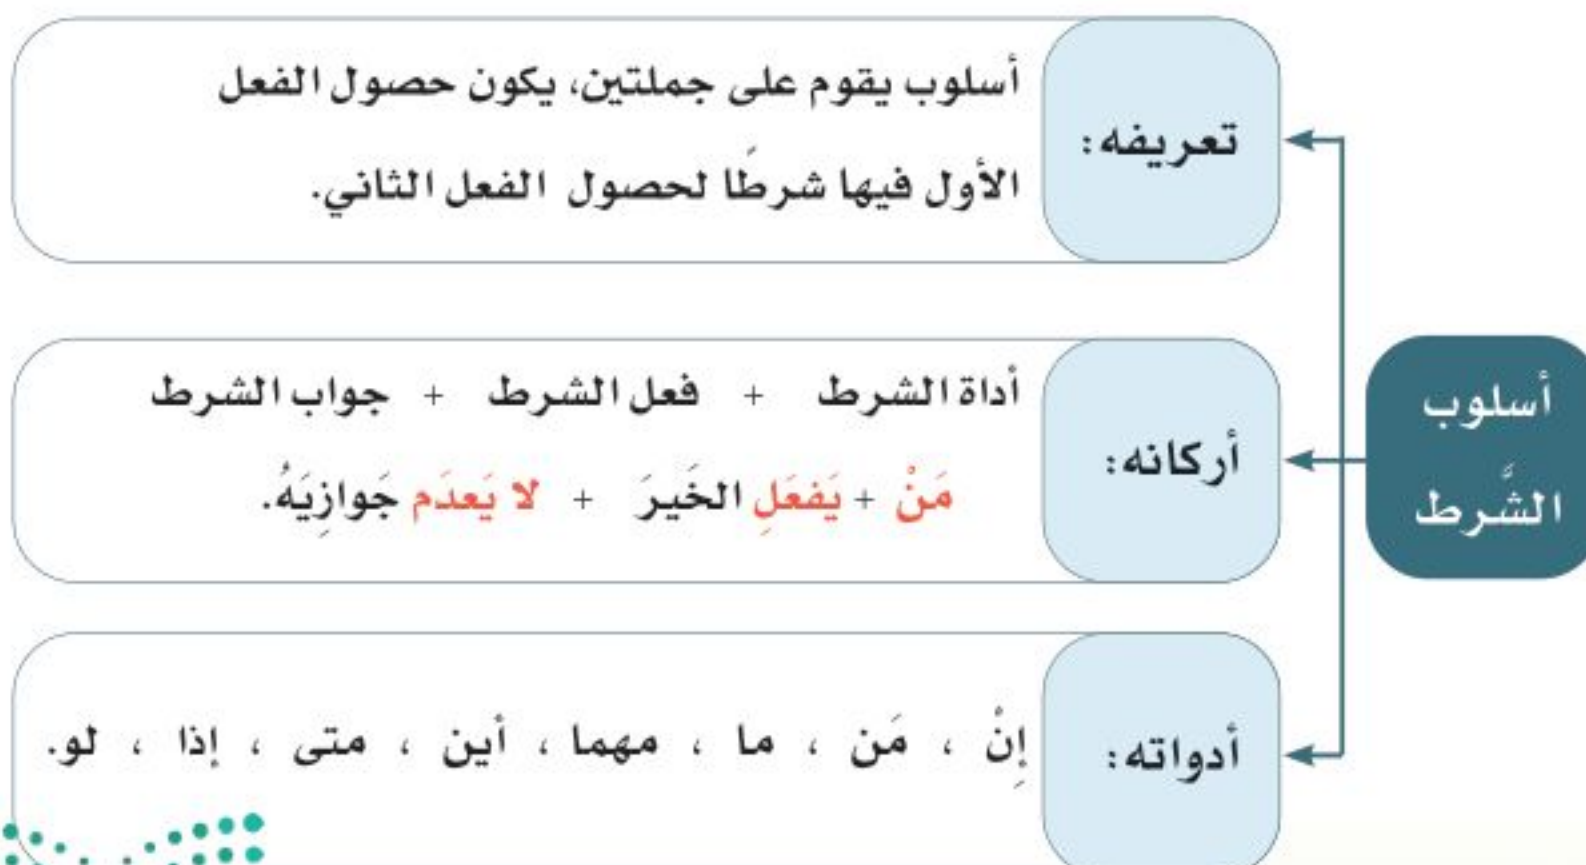 أسلوب
الشَّرط
تعريفه:
أسلوب يقوم على جملتين، يكون حصول الفعل
الأول فيها شرطًا لحصول الفعل الثاني.
أركانه:
أداة الشرط + فعل الشرط + جواب الشرط
مَنْ + يَفعَلِ الخَيرَ + لا يَعدَم جَوازِيَهُ.
أدواته:
إِنْ ، مَن ، ما ، مهما ، أين ، متى ، إذا ، لو.